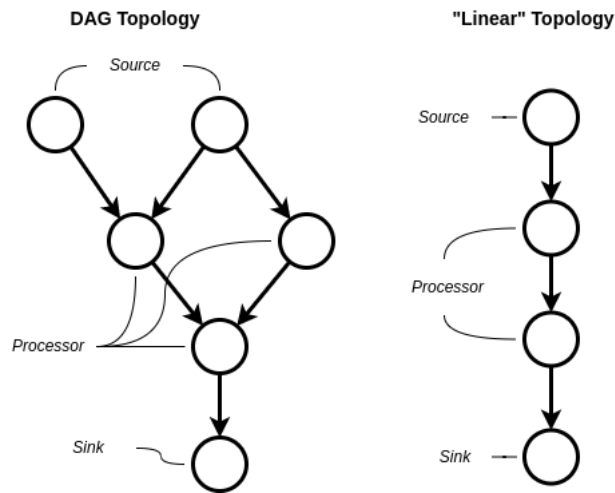 DAG Topology
Source
Processor
Sink
"Linear" Topology
Source
Processor
Sink